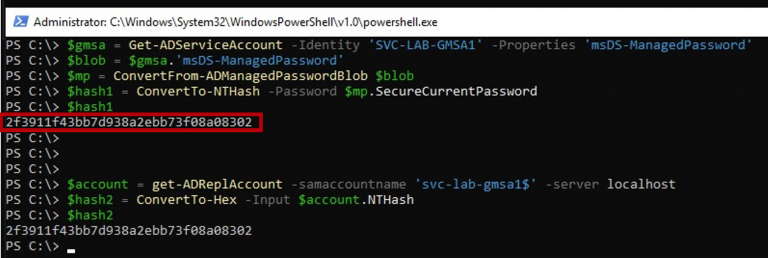 Administrator: C:\Windows\System32\WindowsPowerShell\v1.0\powershell.exe
PS C:\> $gmsa = Get-ADServiceAccount -Identity 'SVC-LAB-GMSA1' -Properties 'msDS-ManagedPassword'
PS C:\> $blob = $gmsa.'msDS-ManagedPassword'
PS C:\> $mp = ConvertFrom-ADManagedPasswordBlob $blob
PS C:\> $hash1 = ConvertTo-NTHash -Password $mp.SecureCurrentPassword
PS C:\> $hash1
2f3911f43bb7d938a2ebb73f08a08302
PS C:\>
PS C:\>
PS C:\>
PS C:\> $account = get-ADReplAccount -samaccountname 'svc-lab-gmsa1$' -server localhost
PS C:\> $hash2 = ConvertTo-Hex -Input $account.NTHash
PS C:\> $hash2
2f3911f43bb7d938a2ebb73f08a08302
PS C:\>